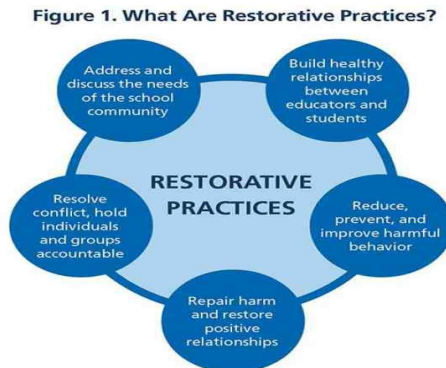 Figure 1. What Are Restorative Practices?
Address and
discuss the needs
of the school
community
Build healthy
relationships
between
educators and
students
RESTORATIVE
PRACTICES
Resolve
conflict, hold
individuals
and groups
accountable
Reduce,
prevent, and
improve harmful
behavior
Repair harm
and restore
positive
relationships